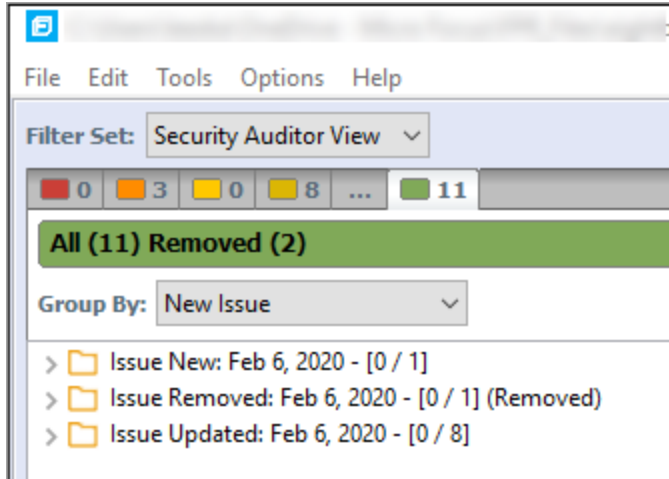 File Edit Tools Options Help
Filter Set: Security Auditor View
0 3 0 8 ... 11
All (11) Removed (2)
Group By: New Issue
Issue New: Feb 6, 2020 - [0 / 1]
Issue Removed: Feb 6, 2020 - [0 / 1] (Removed)
Issue Updated: Feb 6, 2020 - [0 / 8]